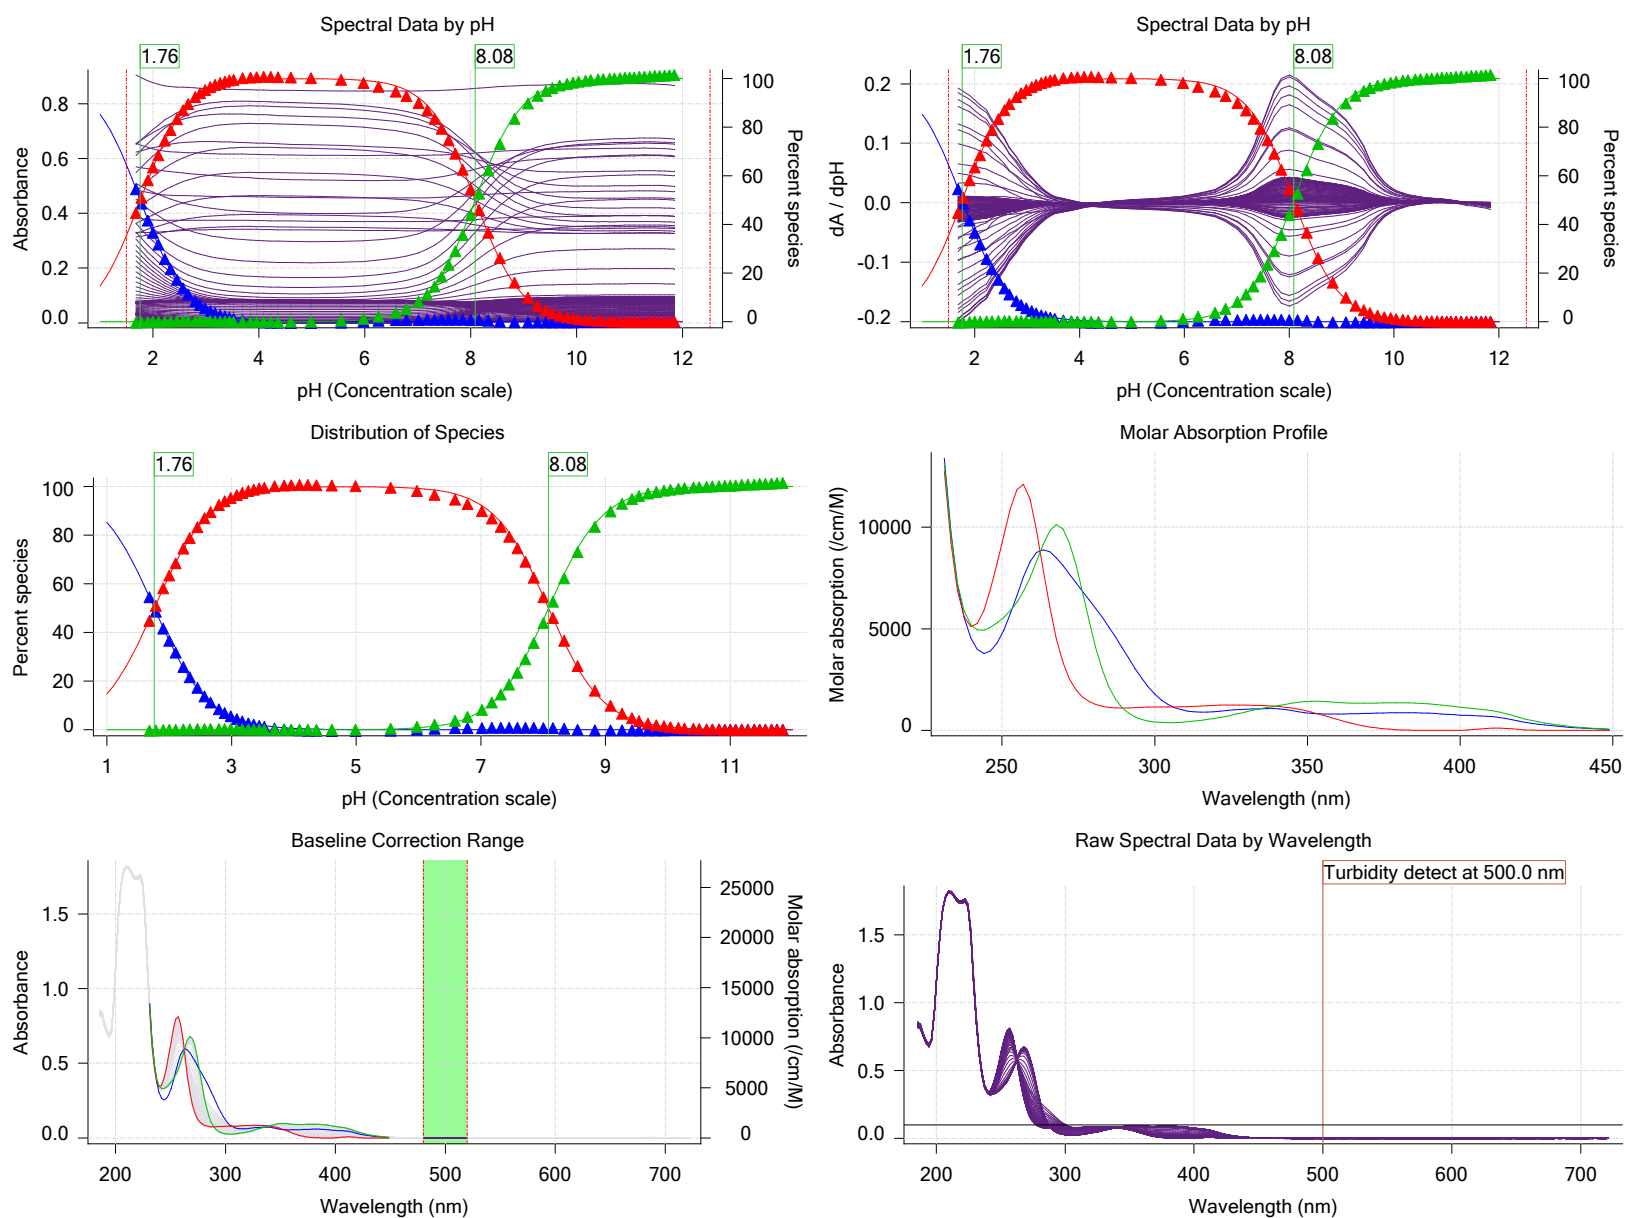 Spectral Data by pH
1.76
8.08
Absorbance
0.8
0.6
0.4
0.2
0.0
100
80
60
40
20
0
Percent species
2 4 6 8 10 12
pH (Concentration scale)
Spectral Data by pH
1.76
8.08
dA / dpH
0.2
0.1
0.0
-0.1
-0.2
100
80
60
40
20
0
Percent species
2 4 6 8 10 12
pH (Concentration scale)
Distribution of Species
1.76
8.08
Percent species
100
80
60
40
20
0
1 3 5 7 9 11
pH (Concentration scale)
Molar Absorption Profile
Molar absorption (/cm/M)
10000
5000
0
250 300 350 400 450
Wavelength (nm)
Baseline Correction Range
Absorbance
1.5
1.0
0.5
0.0
25000
20000
15000
10000
5000
0
Molar absorption (/cm/M)
200 300 400 500 600 700
Wavelength (nm)
Raw Spectral Data by Wavelength
Turbidity detect at 500.0 nm
Absorbance
1.5
1.0
0.5
0.0
200 300 400 500 600 700
Wavelength (nm)